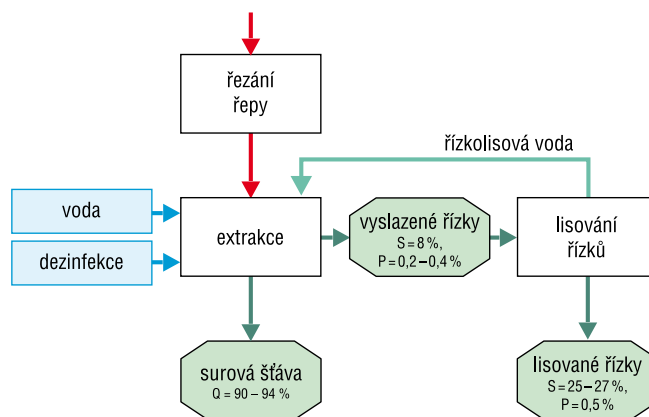 řezání
řepy
řízkolisová voda
voda
dezinfekce
extrakce
vyslazené řízky
S = 8 %,
P = 0,2 – 0,4 %
lisování
řízků
surová šťáva
Q = 90 – 94 %
lisované řízky
S = 25 – 27 %,
P = 0,5 %